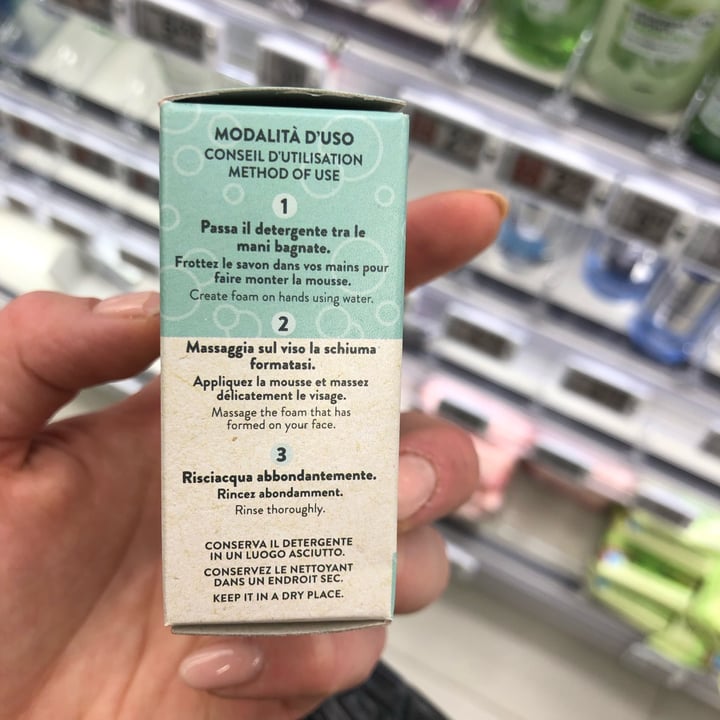 MODALITÀ D'USO
CONSEIL D'UTILISATION
METHOD OF USE
1
Passa il detergente tra le
mani bagnate.
Frottez le savon dans vos mains pour
faire monter la mousse.
Create foam on hands using water.
2
Massaggia sul viso la schiuma
formatasi.
Appliquez la mousse et massez
délicatement le visage.
Massage the foam that has
formed on your face.
3
Risciacqua abbondantemente.
Rincez abondamment.
Rinse thoroughly.
CONSERVA IL DETERGENTE
IN UN LUOGO ASCIUTTO.
CONSERVEZ LE NETTOYANT
DANS UN ENDROIT SEC.
KEEP IT IN A DRY PLACE.